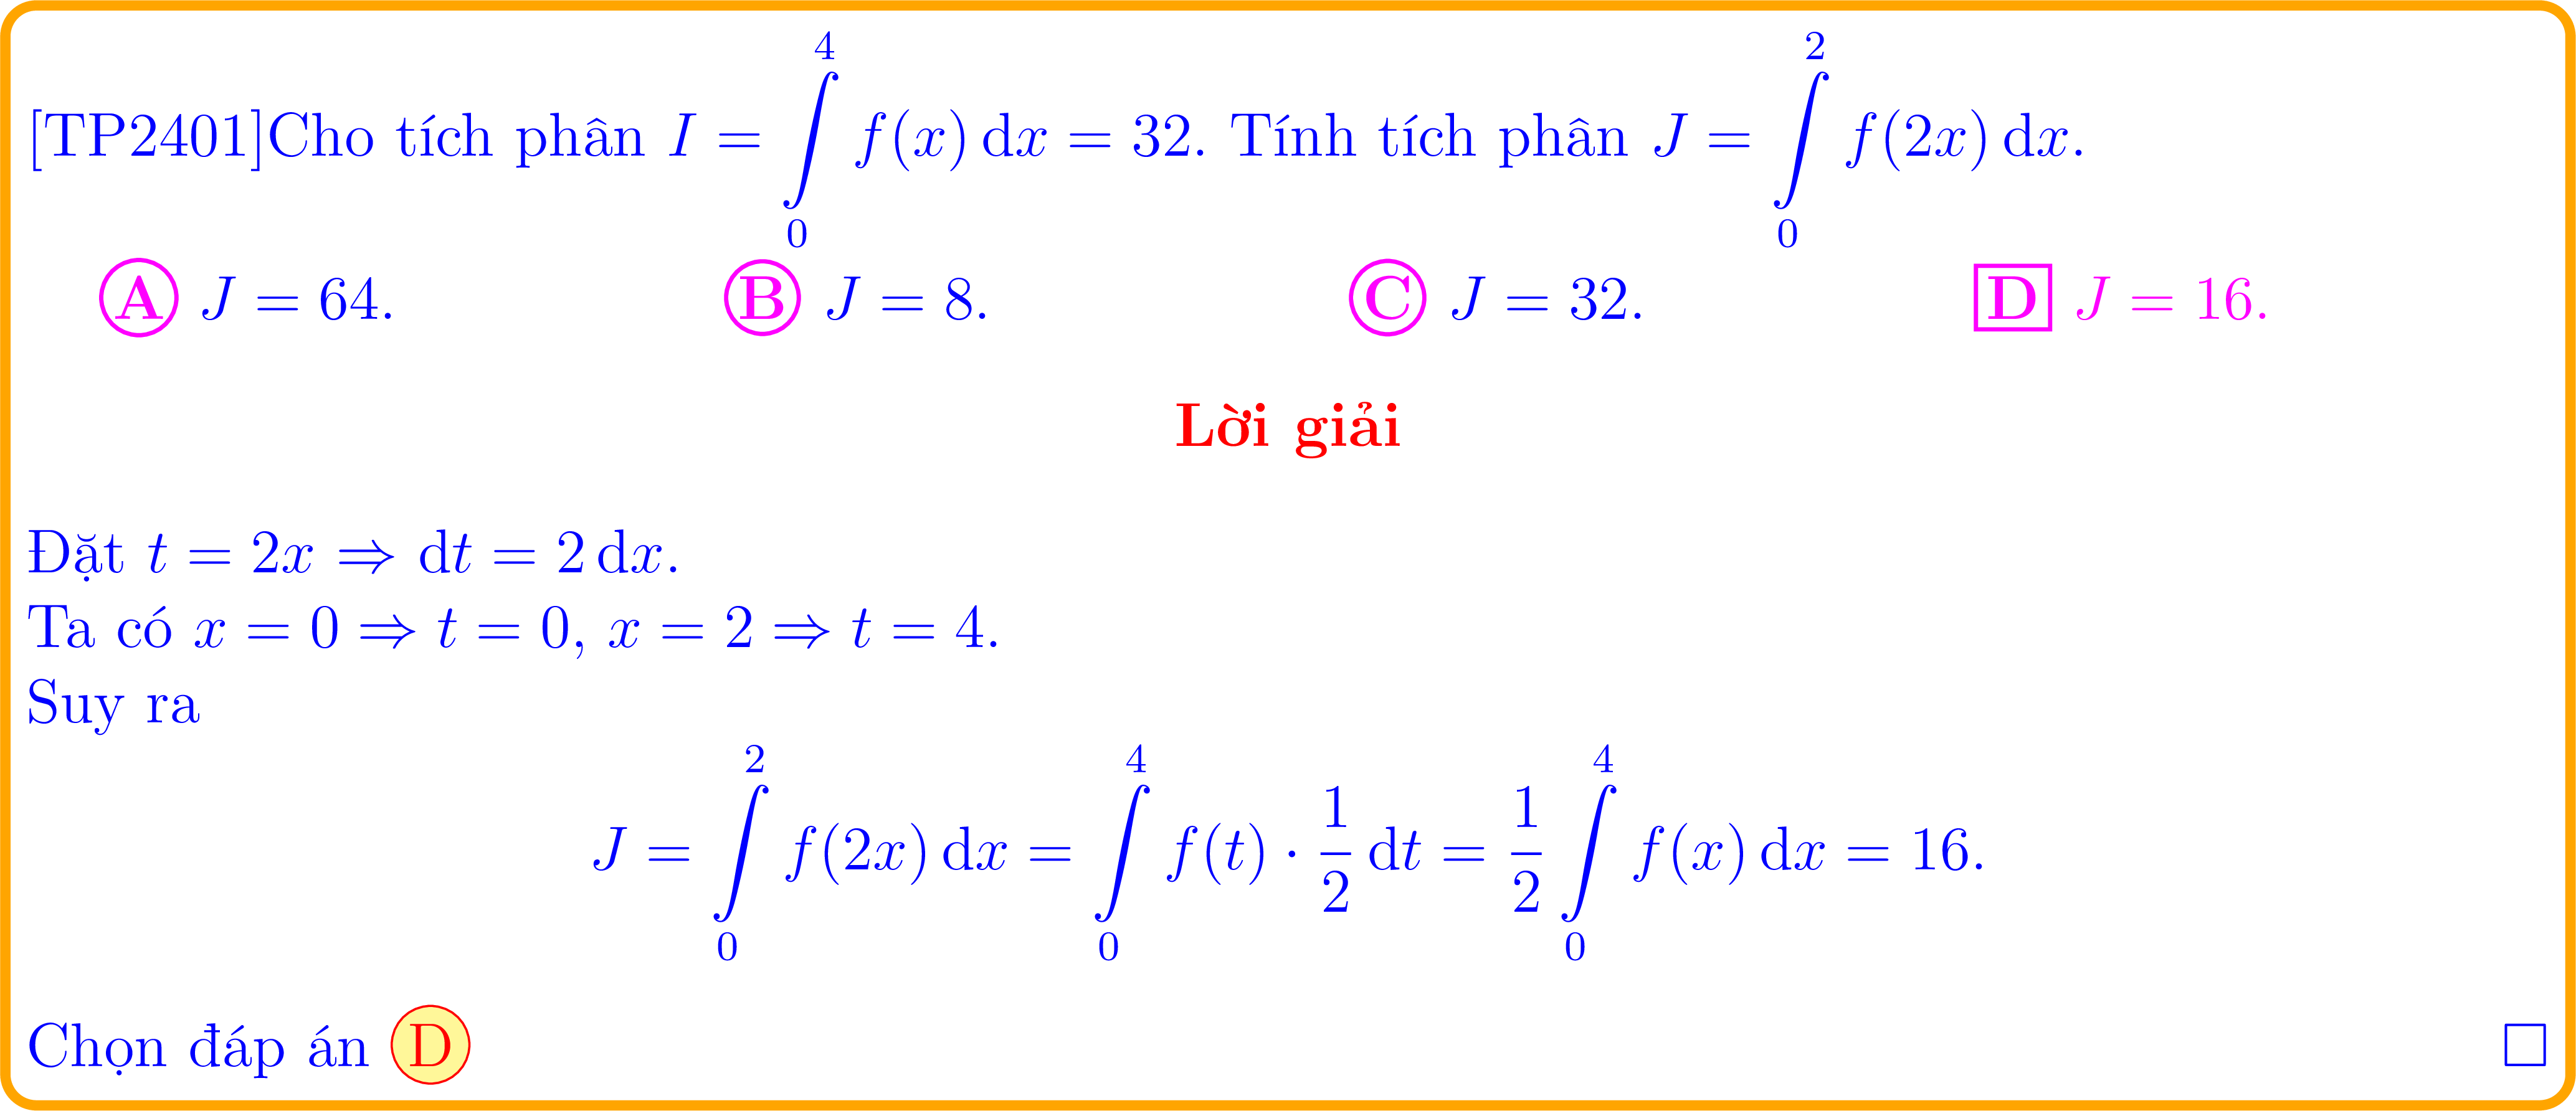 [TP2401]Cho tích phân $I = \int\limits_0^4 f(x)\,\mathrm{d}x = 32$. Tính tích phân $J = \int\limits_0^2 f(2x)\,\mathrm{d}x$.
A $J = 64$. B $J = 8$. C $J = 32$. D $J = 16$.
Lời giải
Đặt $t = 2x \Rightarrow \mathrm{d}t = 2\,\mathrm{d}x$.
Ta có $x = 0 \Rightarrow t = 0$, $x = 2 \Rightarrow t = 4$.
Suy ra
$J = \int\limits_0^2 f(2x)\,\mathrm{d}x = \int\limits_0^4 f(t) \cdot \frac{1}{2}\,\mathrm{d}t = \frac{1}{2} \int\limits_0^4 f(x)\,\mathrm{d}x = 16.$
Chọn đáp án D □